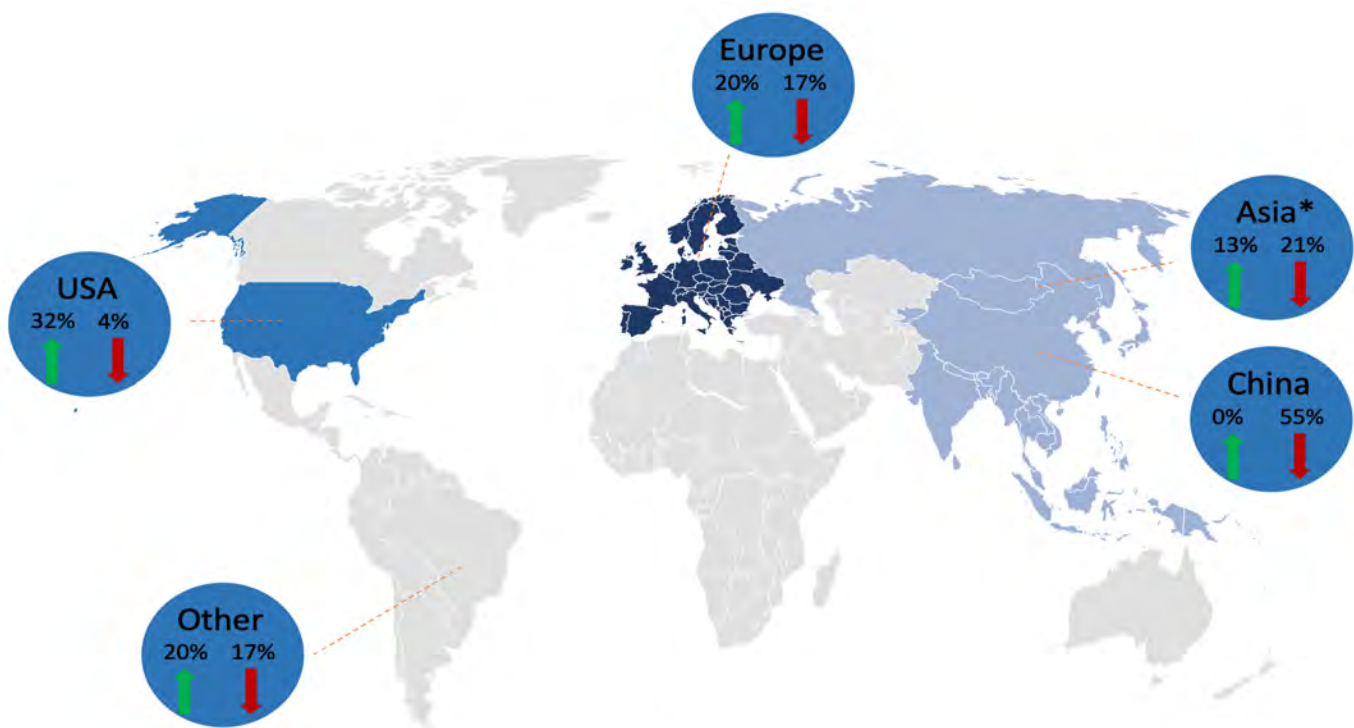 Europe
20% 17%
Asia*
13% 21%
USA
32% 4%
China
0% 55%
Other
20% 17%